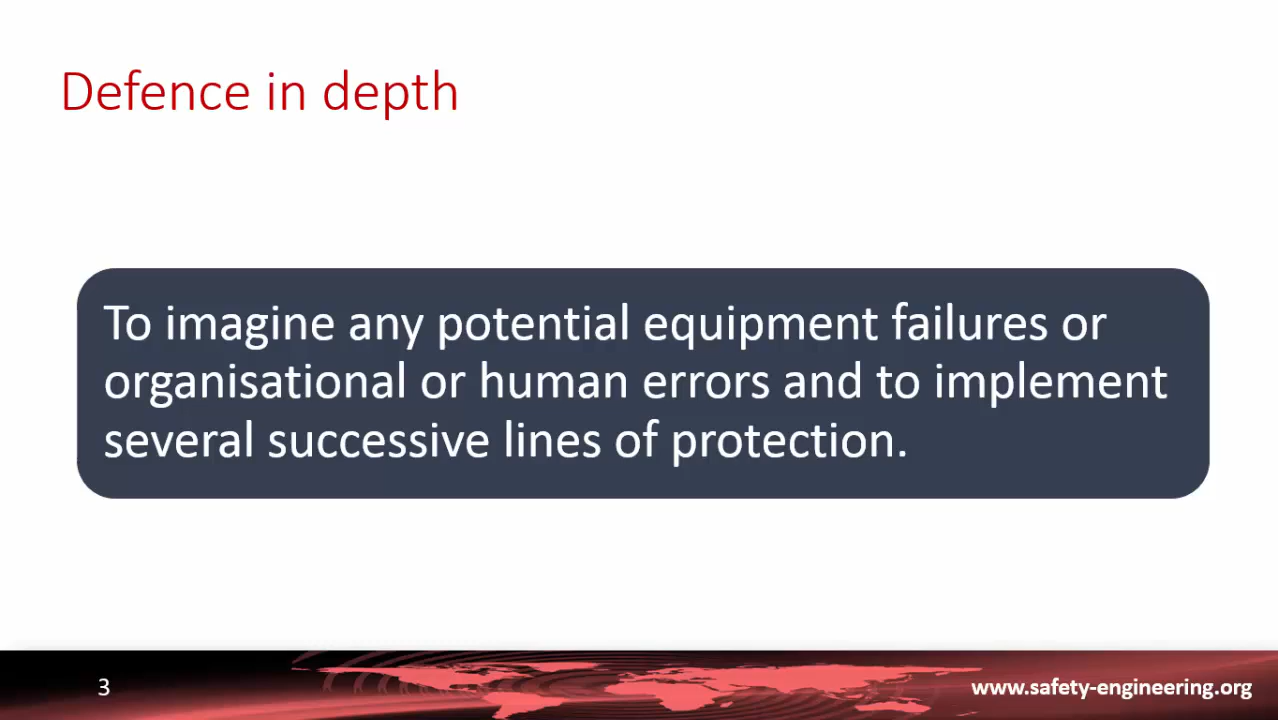 Defence in depth
To imagine any potential equipment failures or
organisational or human errors and to implement
several successive lines of protection.
3
www.safety-engineering.org